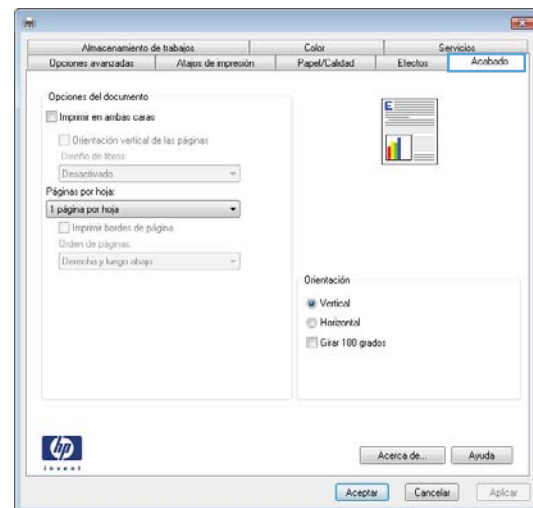 Almacenamiento de trabajos Color Servicios
Opciones avanzadas Atajos de impresión Papel/Calidad Efectos Acabado
Opciones del documento
Imprimir en ambas caras
Orientación vertical de las páginas
Diseño de libros:
Desactivado
Páginas por hoja:
1 página por hoja
Imprimir bordes de página
Orden de páginas:
Derecha y luego abajo
E
Orientación
Vertical
Horizontal
Girar 180 grados
hp
invent
Acerca de... Ayuda
Aceptar Cancelar Aplicar